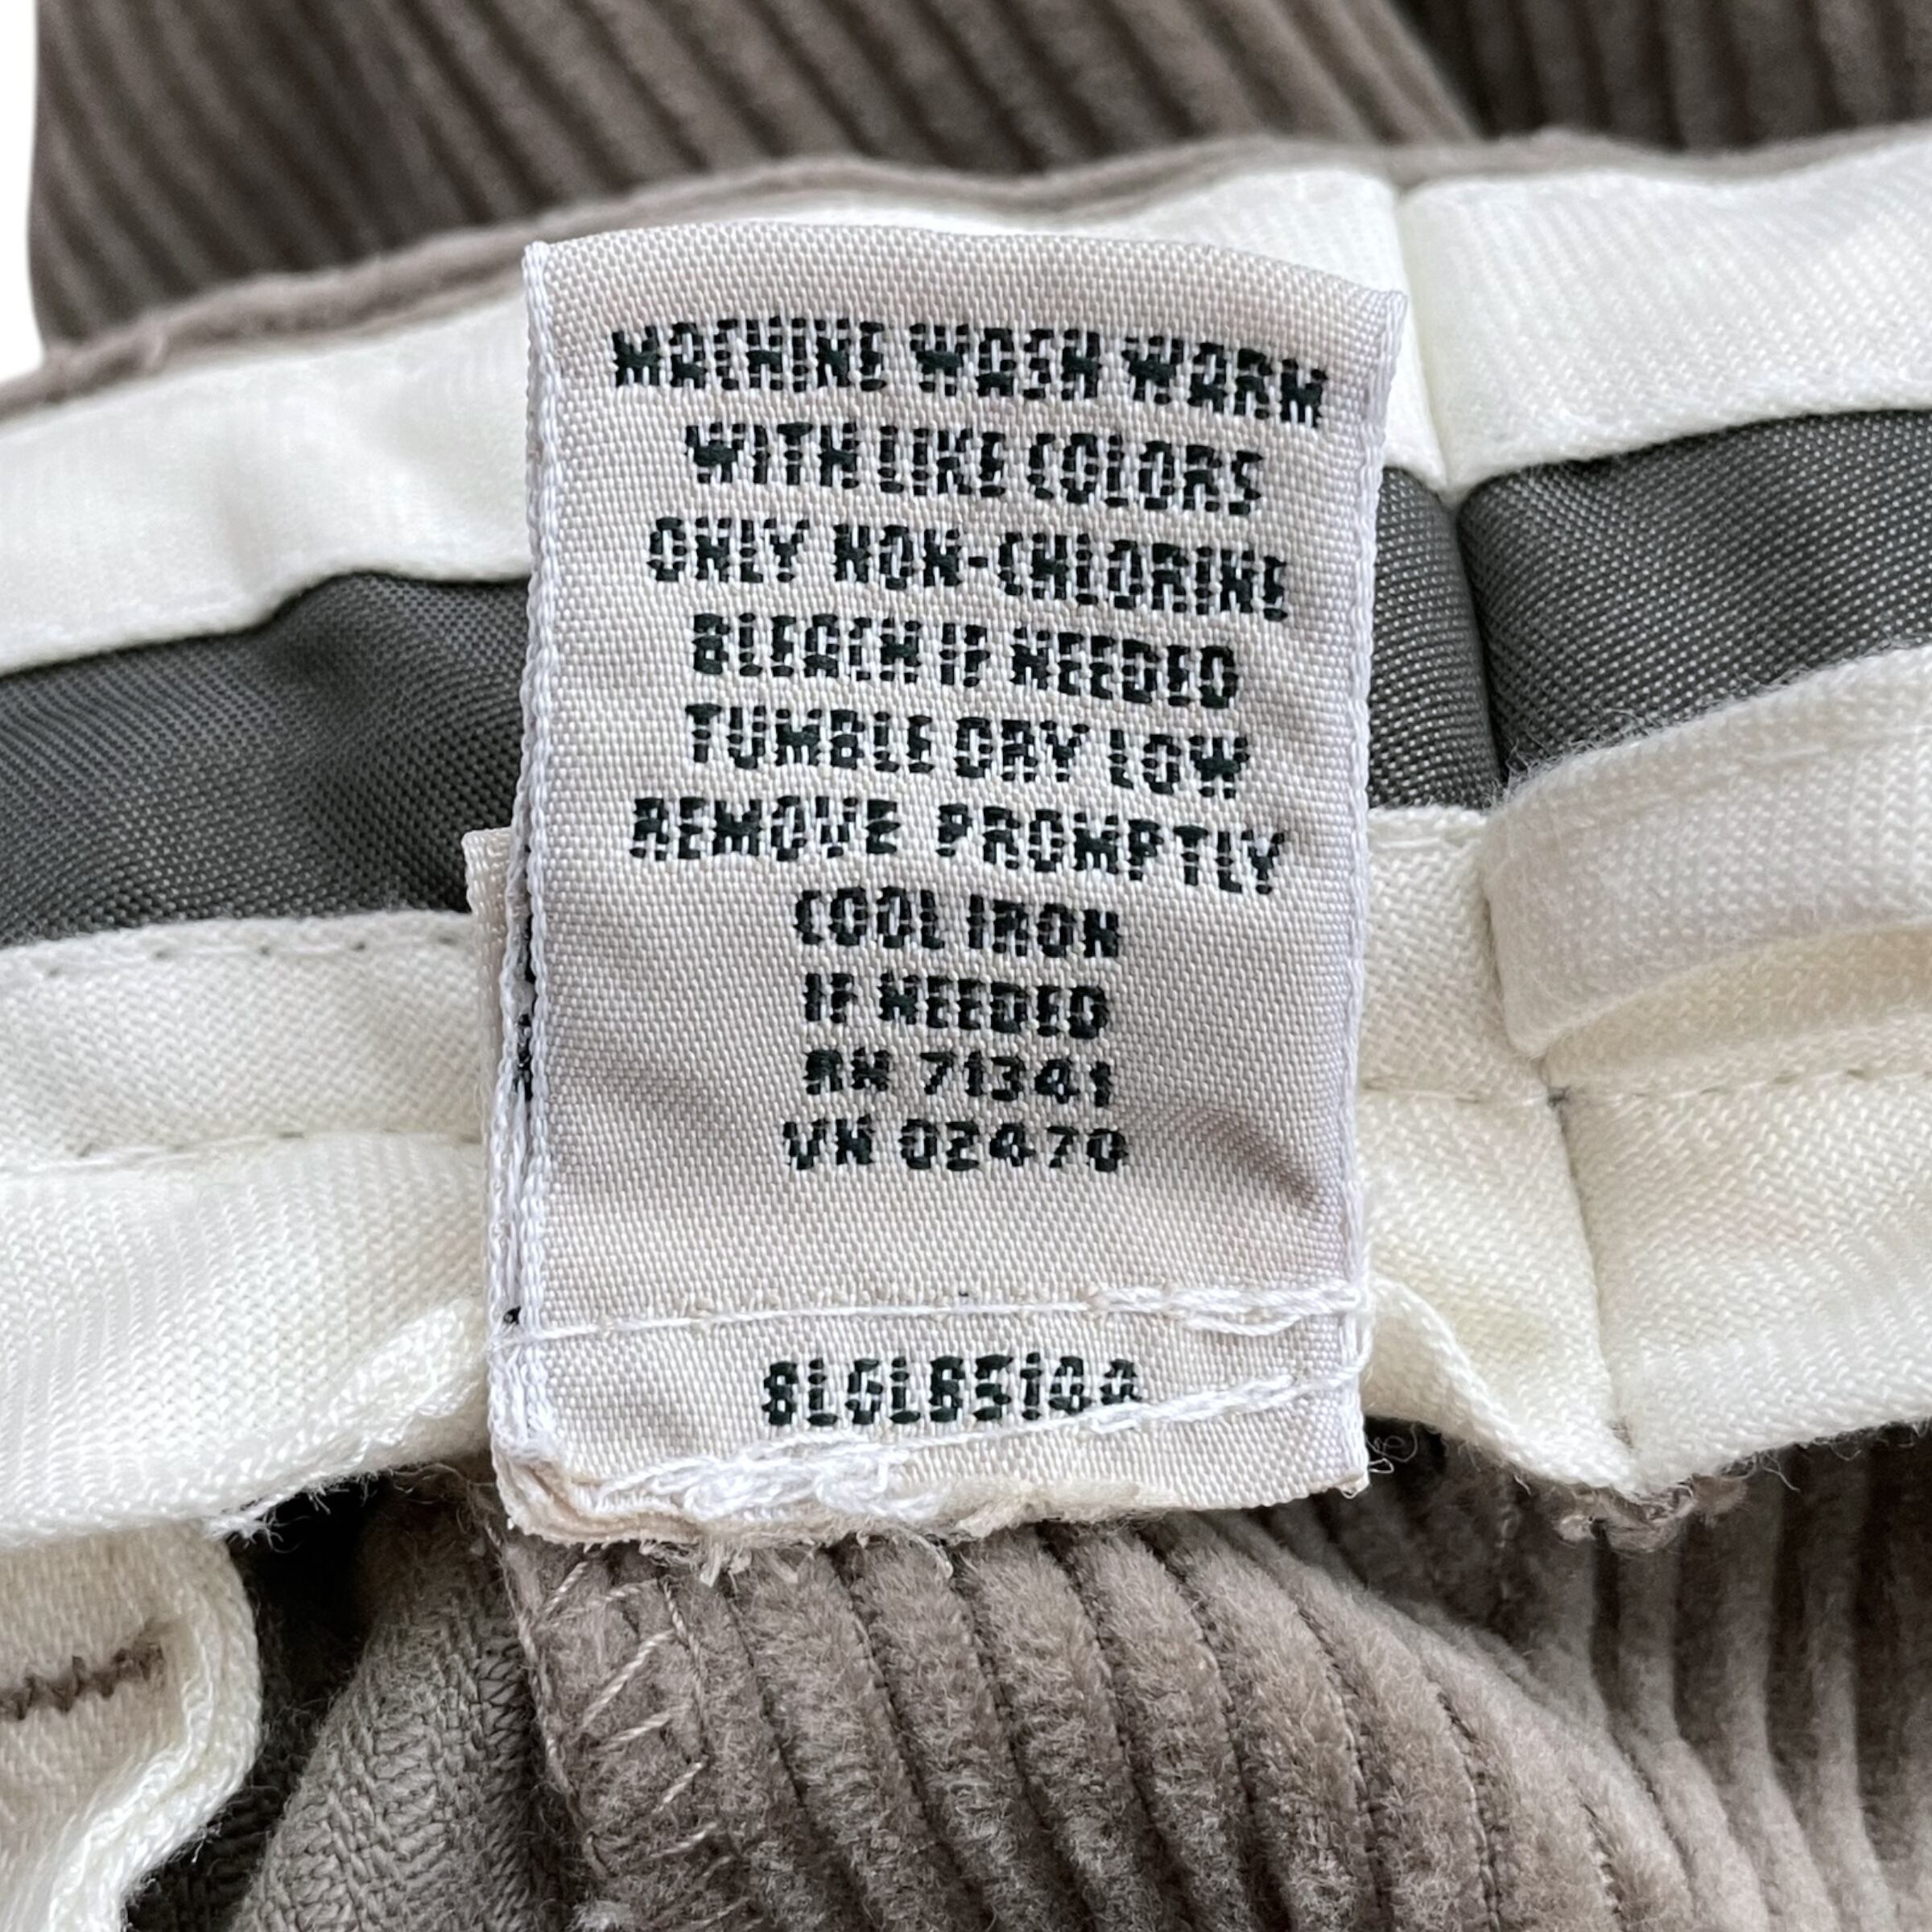 MACHINE WASH WARM
WITH LIKE COLORS
ONLY NON-CHLORINE
BLEACH IF NEEDED
TUMBLE DRY LOW
REMOVE PROMPTLY
COOL IRON
IF NEEDED
RN 71341
VN 02470